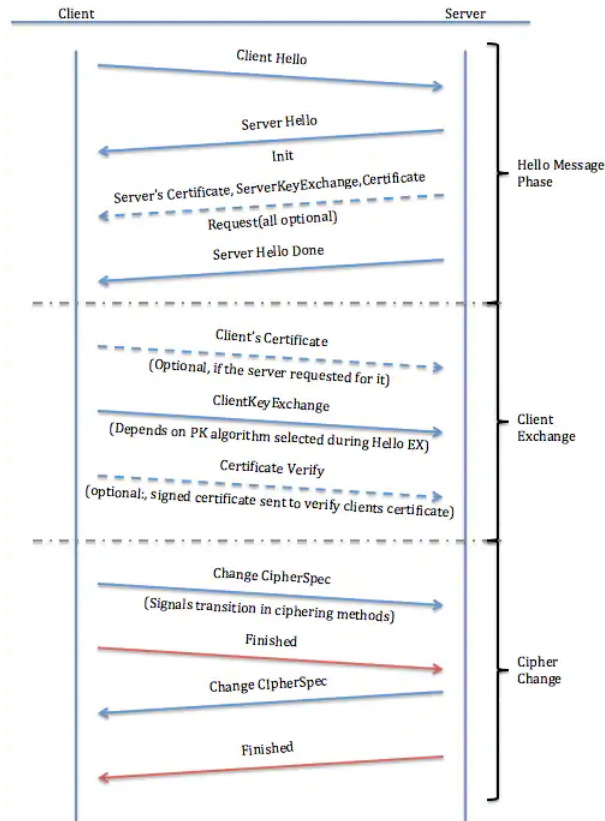 Client
Server
Client Hello
Server Hello
Init
Server's Certificate, ServerKeyExchange,Certificate
Request(all optional)
Server Hello Done
Hello Message
Phase
Client's Certificate
(Optional, if the server requested for it)
ClientKeyExchange
(Depends on PK algorithm selected during Hello EX)
Certificate Verify
(optional:, signed certificate sent to verify clients certificate)
Client
Exchange
Change CipherSpec
(Signals transition in ciphering methods)
Finished
Change CIpherSpec
Finished
Cipher
Change